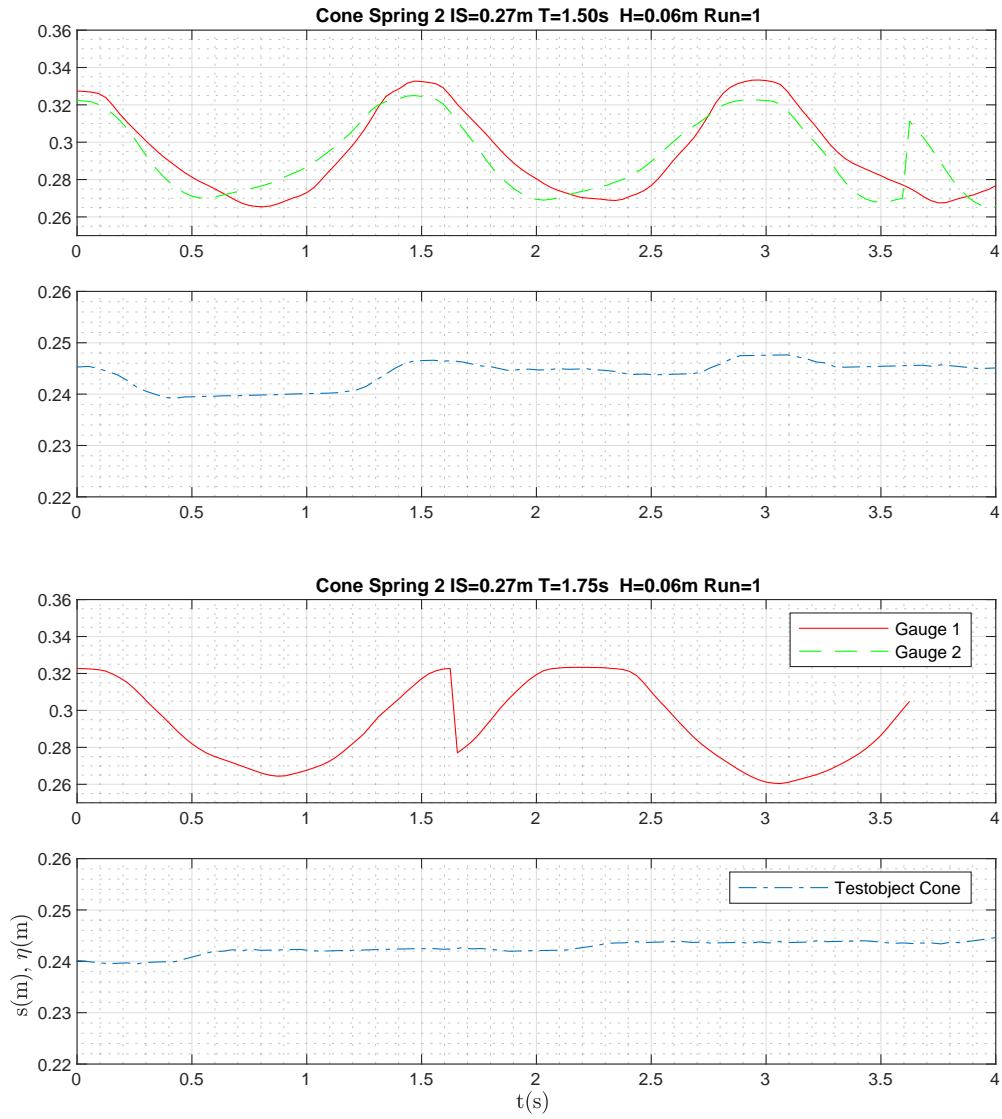 Cone Spring 2 IS=0.27m T=1.50s H=0.06m Run=1
0.36
0.34
0.32
0.3
0.28
0.26
0 0.5 1 1.5 2 2.5 3 3.5 4
0.26
0.25
0.24
0.23
0.22
0 0.5 1 1.5 2 2.5 3 3.5 4
Cone Spring 2 IS=0.27m T=1.75s H=0.06m Run=1
0.36
0.34
0.32
0.3
0.28
0.26
Gauge 1
Gauge 2
0 0.5 1 1.5 2 2.5 3 3.5 4
0.26
0.25
0.24
0.23
0.22
Testobject Cone
s(m), η(m)
0 0.5 1 1.5 2 2.5 3 3.5 4
t(s)